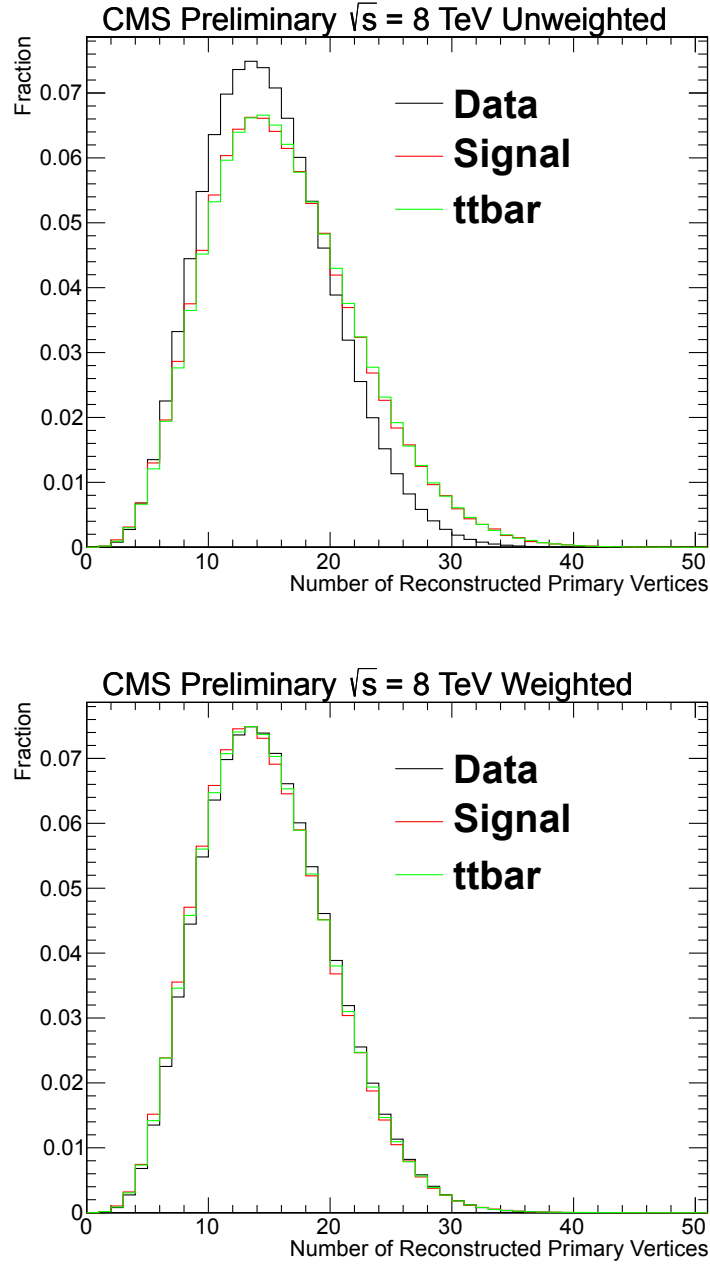 CMS Preliminary √s = 8 TeV Unweighted
Fraction
0.07
0.06
0.05
0.04
0.03
0.02
0.01
0
Data
Signal
ttbar
0 10 20 30 40 50
Number of Reconstructed Primary Vertices
CMS Preliminary √s = 8 TeV Weighted
Fraction
0.07
0.06
0.05
0.04
0.03
0.02
0.01
0
Data
Signal
ttbar
0 10 20 30 40 50
Number of Reconstructed Primary Vertices